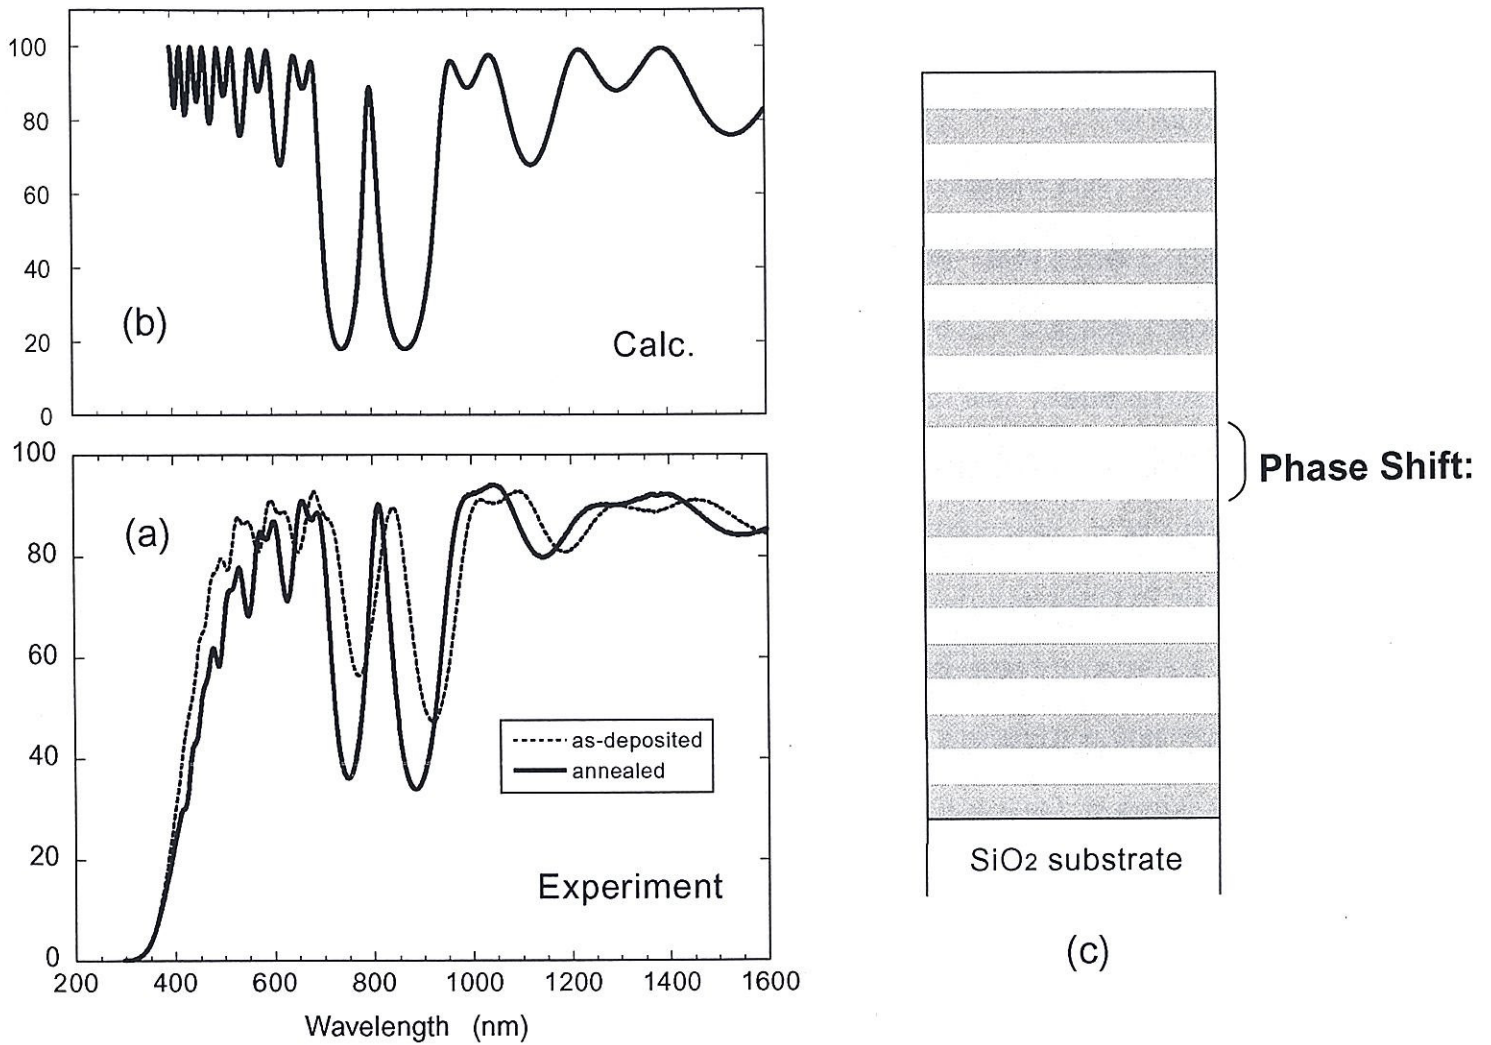 100
80
60
40
20
0
(b)
Calc.
100
80
60
40
20
0
(a)
as-deposited
annealed
Experiment
200 400 600 800 1000 1200 1400 1600
Wavelength (nm)
Phase Shift:
SiO2 substrate
(c)